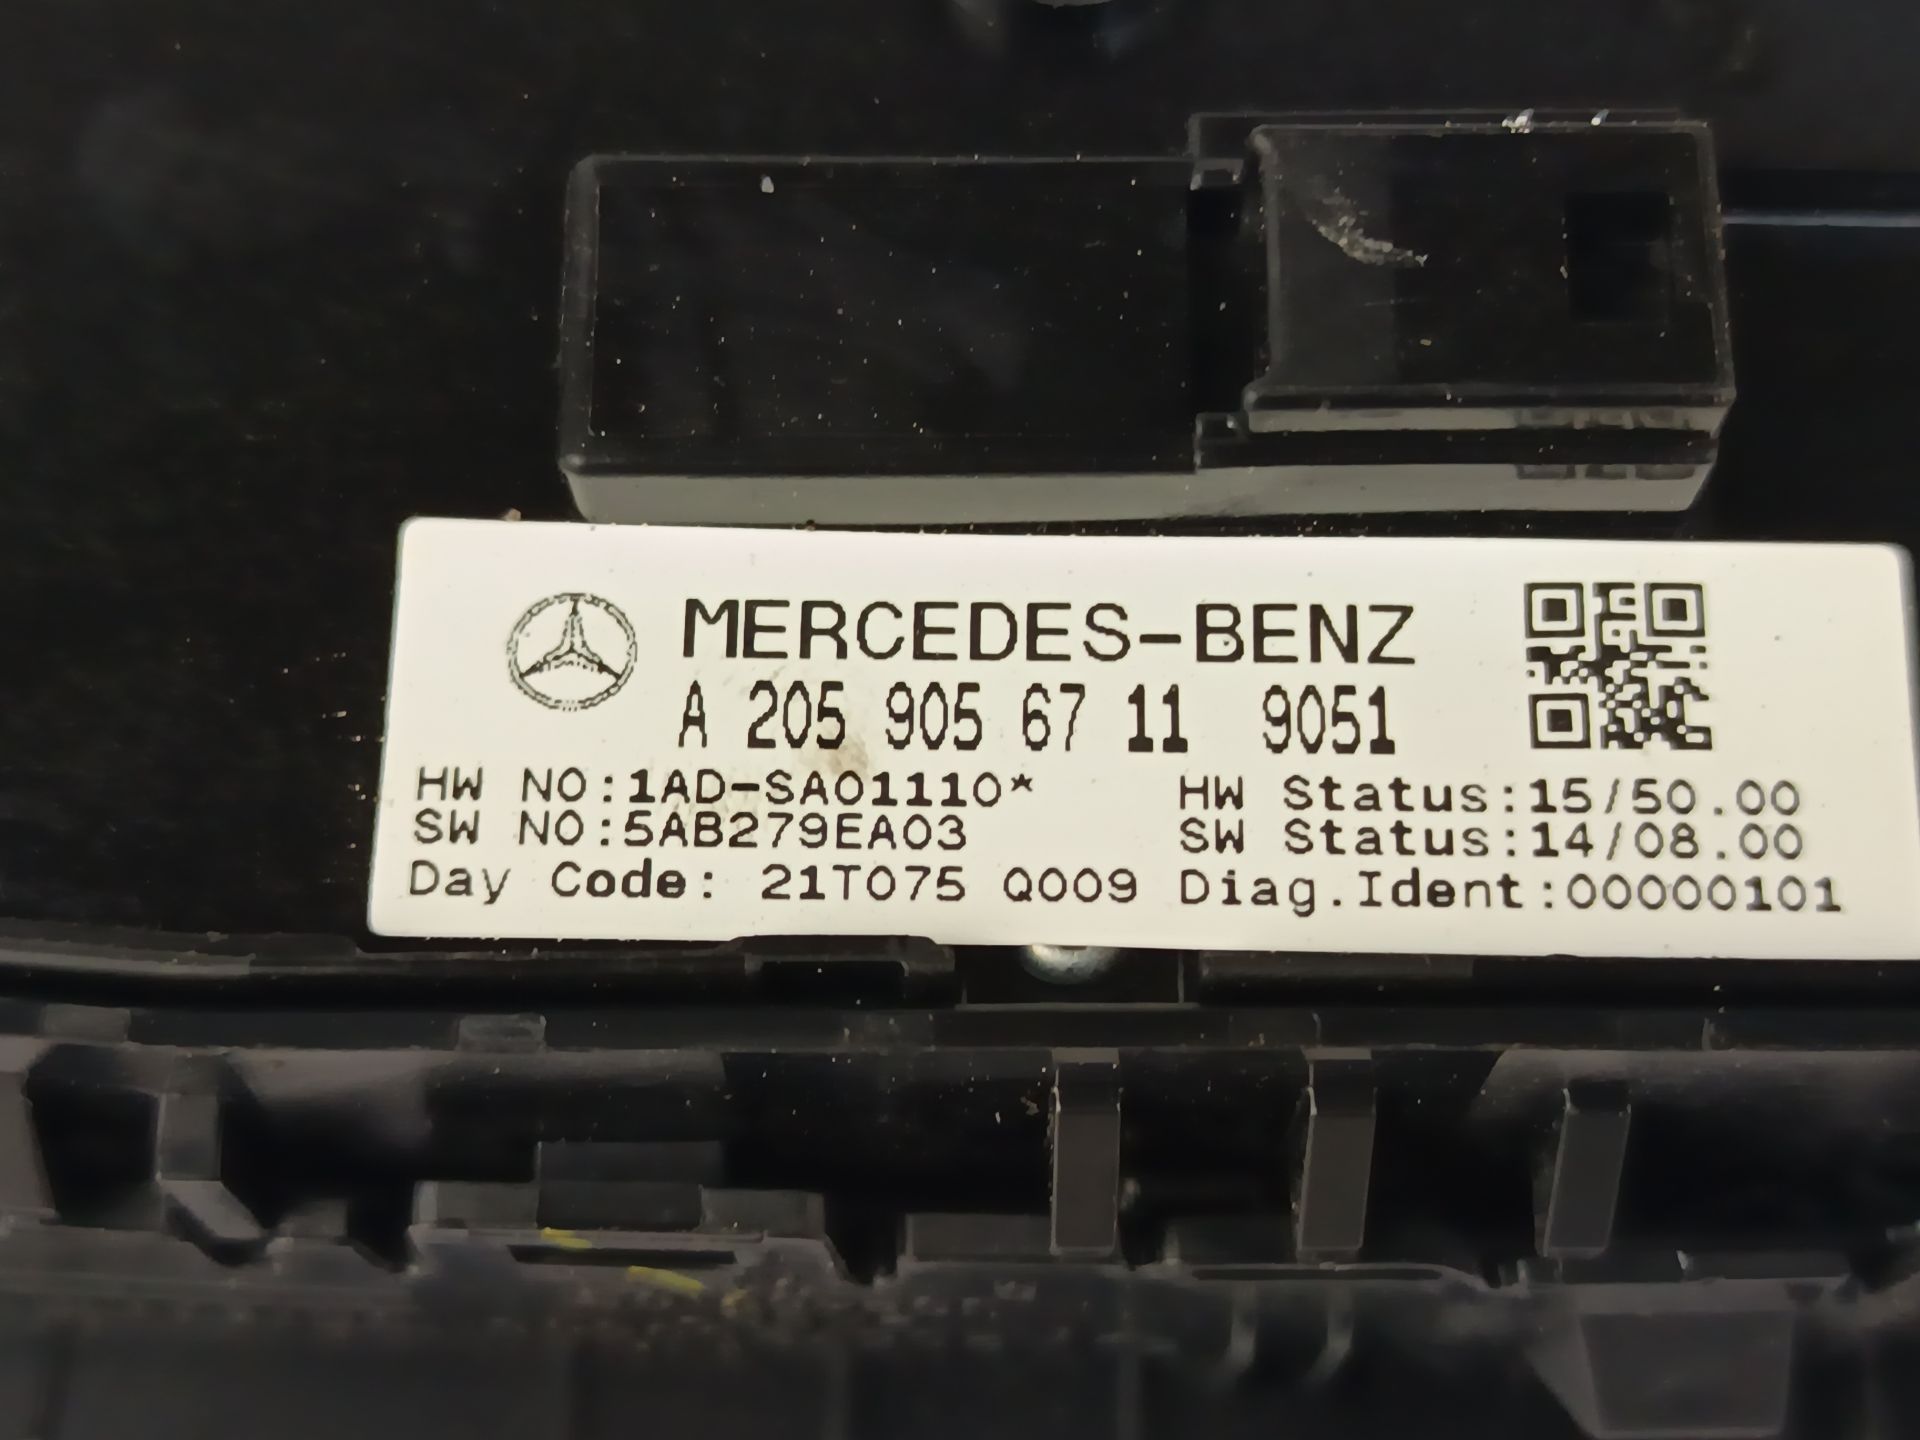 MERCEDES-BENZ
A 205 905 67 11 9051
HW NO:1AD-SA01110* HW Status:15/50.00
SW NO:5AB279EA03 SW Status:14/08.00
Day Code: 21T075 Q009 Diag.Ident:00000101